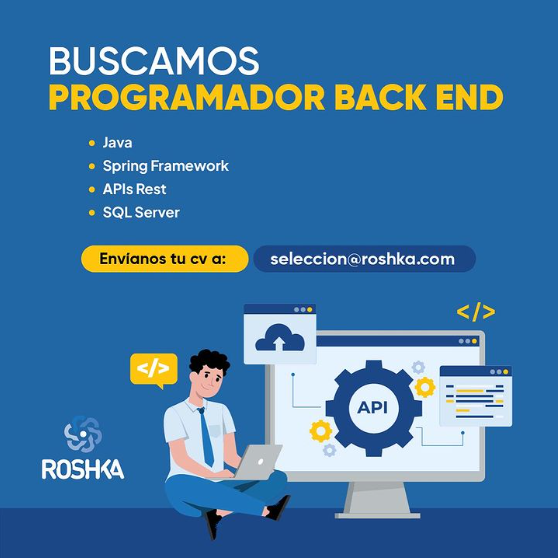 BUSCAMOS
PROGRAMADOR BACK END
Java
Spring Framework
APIs Rest
SQL Server
Envíanos tu cv a: seleccion@roshka.com
</>
</>
API
ROSHKA